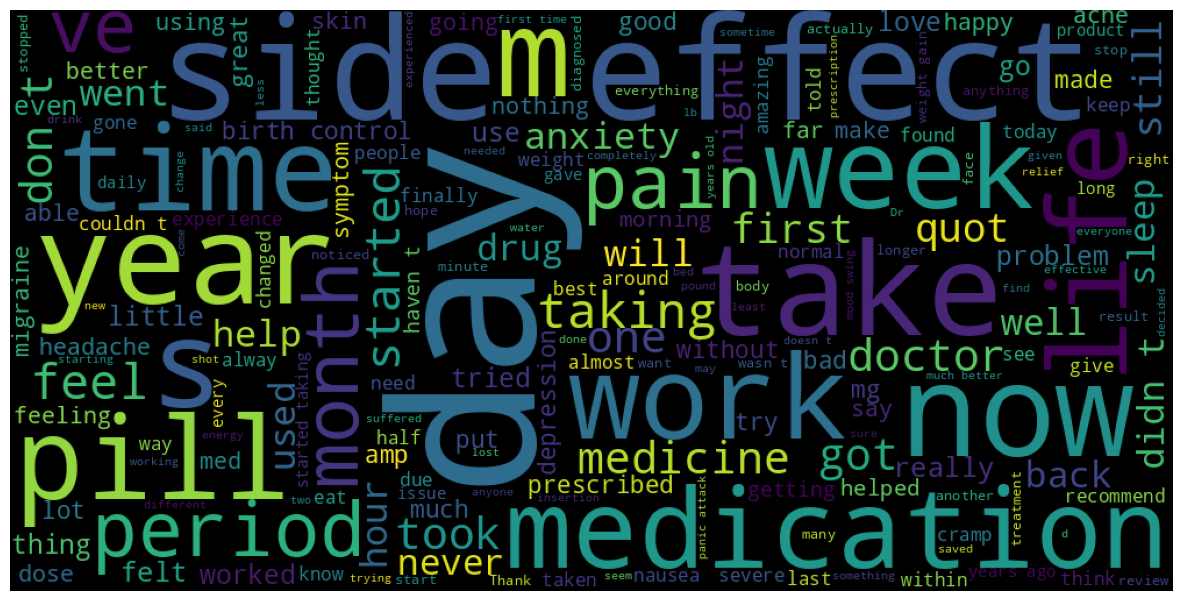 stopped
ve
using
skin
side effect
going
first time
m
good
sometime
actually
love
happy
ache
product
even
better
went
great
less
thought
experienced
nothing
diagnosed
everything
lb
night
amazing
told
prescription
weight gain
go
anything
made
stop
keep
still
don t
drink
gone
said
birth control
use
anxiety
far
make
found
today
time
daily
change
symptom
people
needed
weight
gave
completely
years old
pain
week
face
given
relief
life
right
long
able
couldn t
experience
started
finally
hope
day
drug
morning
first
Dr
quot
everyone
sleep
migraine
year
come
changed
noticed
haven t
water
minute
will
around
bed
pound
body
least
normal
mood swing
longer
problem
effective
find
decided
new
little
help
month
best
taking
done
one
without
doesn t
take
well
result
headache
starting
shot
alway
s
need
tried
almost
want
may
wasn t
bad
doctor
see
give
didn t
feel
every
used
started taking
suffered
depression
work
try
mg
say
much better
sure
now
feeling
way
energy
half
put
lost
pill
working
med
amp
medicine
got
really
back
lot
different
two
eat
due
issue
anyone
prescribed
insertion
panic attack
getting
helped
another
recommend
thing
period
hour
much
took
medication
many
cramp
saved
treatment
d
dose
felt
worked
trying
know
start
never
Thank
seem
taken
nausea
something
severe
last
within
years ago
think
review